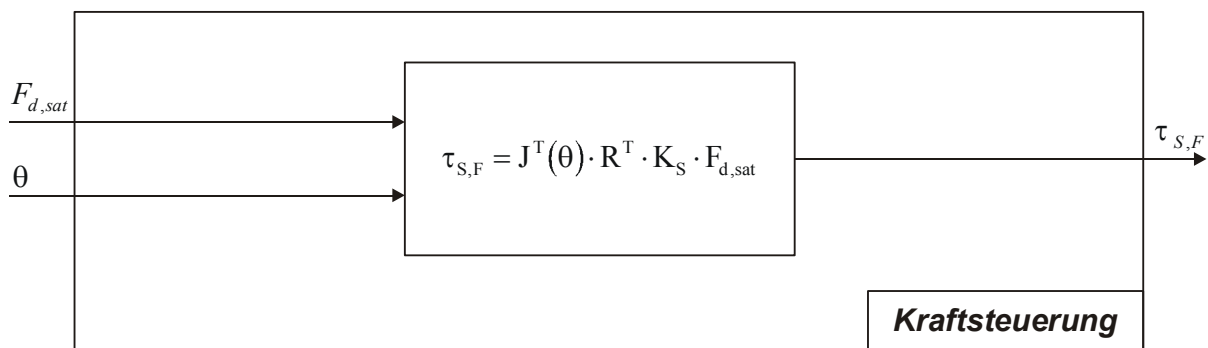 F_{d,sat}
θ
τ_{S,F} = J^T(θ) · R^T · K_S · F_{d,sat}
τ_{S,F}
Kraftsteuerung